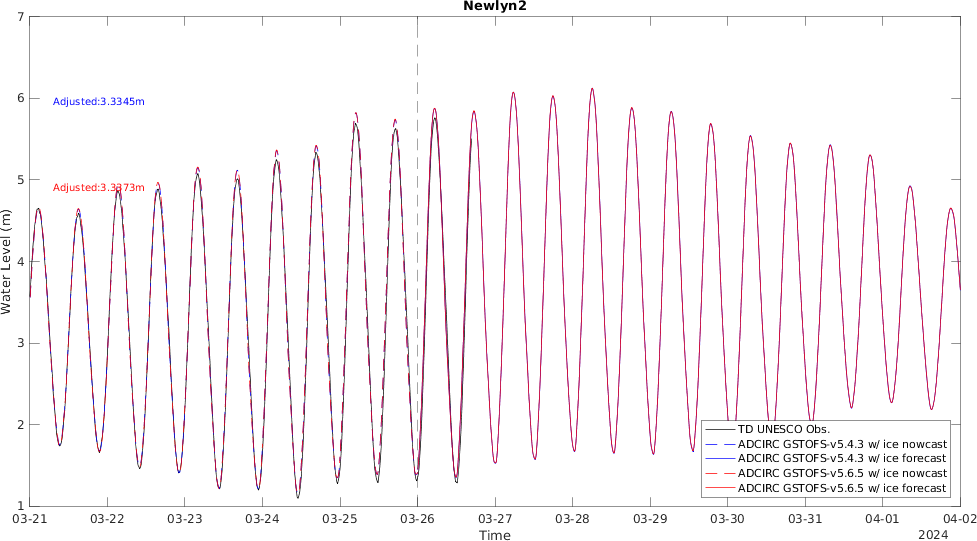 Newlyn2
7
6
5
4
3
2
1
Water Level (m)
Adjusted:3.3345m
Adjusted:3.3373m
TD UNESCO Obs.
ADCIRC GSTOFS-v5.4.3 w/ ice nowcast
ADCIRC GSTOFS-v5.4.3 w/ ice forecast
ADCIRC GSTOFS-v5.6.5 w/ ice nowcast
ADCIRC GSTOFS-v5.6.5 w/ ice forecast
03-21 03-22 03-23 03-24 03-25 03-26 03-27 03-28 03-29 03-30 03-31 04-01 04-02
Time
2024